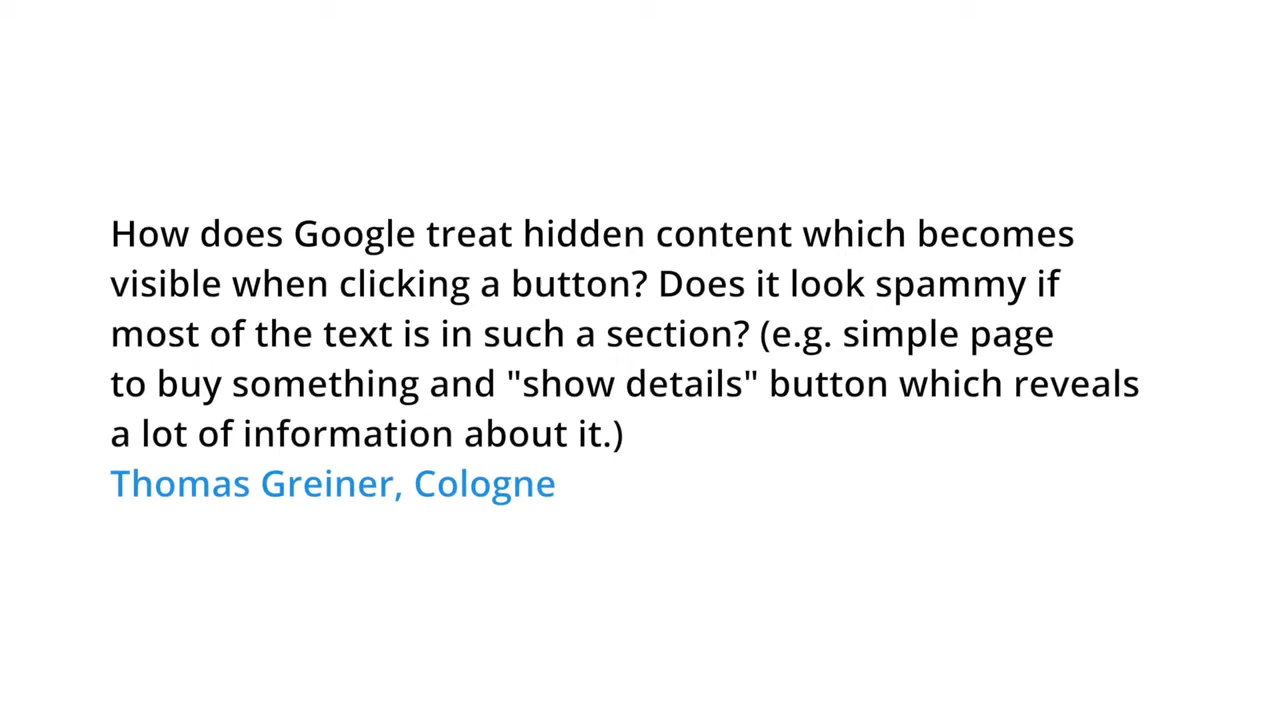 How does Google treat hidden content which becomes
visible when clicking a button? Does it look spammy if
most of the text is in such a section? (e.g. simple page
to buy something and "show details" button which reveals
a lot of information about it.)
Thomas Greiner, Cologne